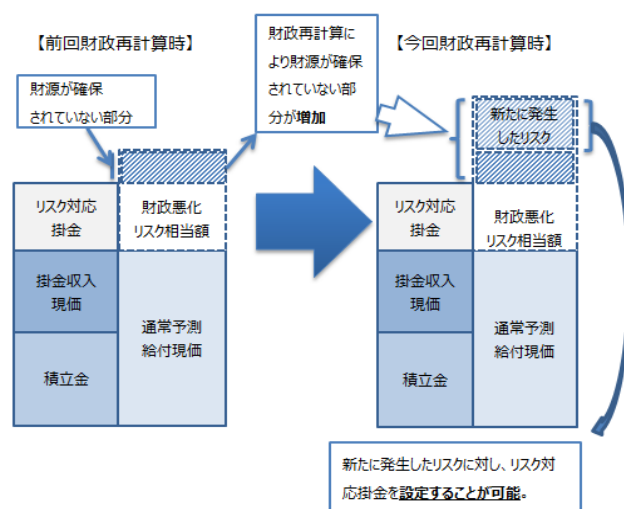 【前回財政再計算時】
財源が確保
されていない部分
財政再計算に
より財源が確保
されていない部
分が増加
【今回財政再計算時】
新たに発生
したリスク
リスク対応
掛金
財政悪化
リスク相当額
掛金収入
現価
通常予測
給付現価
積立金
リスク対応
掛金
財政悪化
リスク相当額
掛金収入
現価
通常予測
給付現価
積立金
新たに発生したリスクに対し、リスク対
応掛金を設定することが可能。